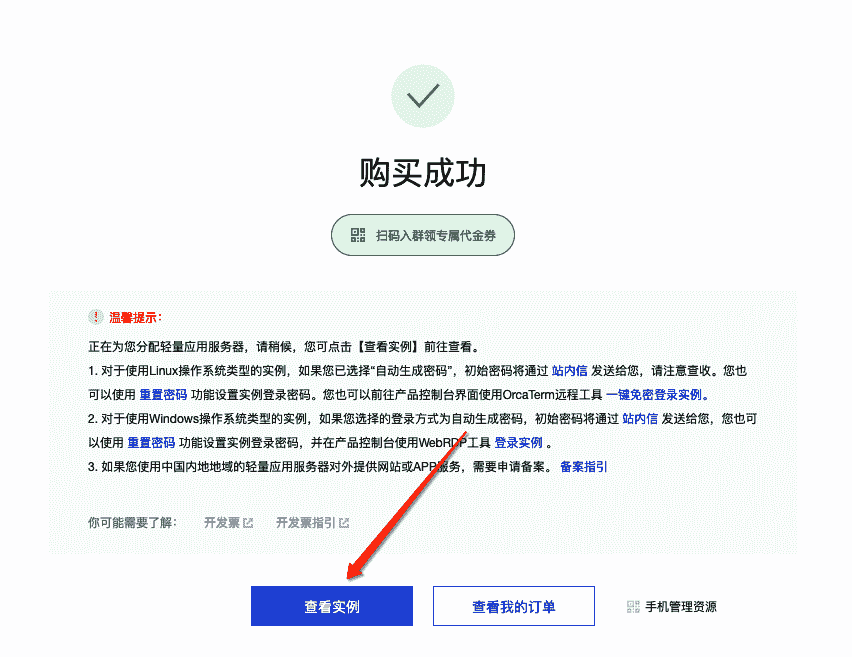 购买成功
扫码入群领专属代金券
温馨提示:
正在为您分配轻量应用服务器，请稍候，您可点击【查看实例】前往查看。
1. 对于使用Linux操作系统类型的实例，如果您已选择“自动生成密码”，初始密码将通过 站内信 发送给您，请注意查收。您也
可以使用 重置密码 功能设置实例登录密码。您也可以前往产品控制台界面使用OrcaTerm远程工具 一键免密登录实例。
2. 对于使用Windows操作系统类型的实例，如果您选择的登录方式为自动生成密码，初始密码将通过 站内信 发送给您，您也可
以使用 重置密码 功能设置实例登录密码，并在产品控制台使用WebRDP工具 登录实例 。
3. 如果您使用中国内地地域的轻量应用服务器对外提供网站或APP服务，需要申请备案。 备案指引
你可能需要了解： 开发票 开发票指引
查看实例 查看我的订单 手机管理资源